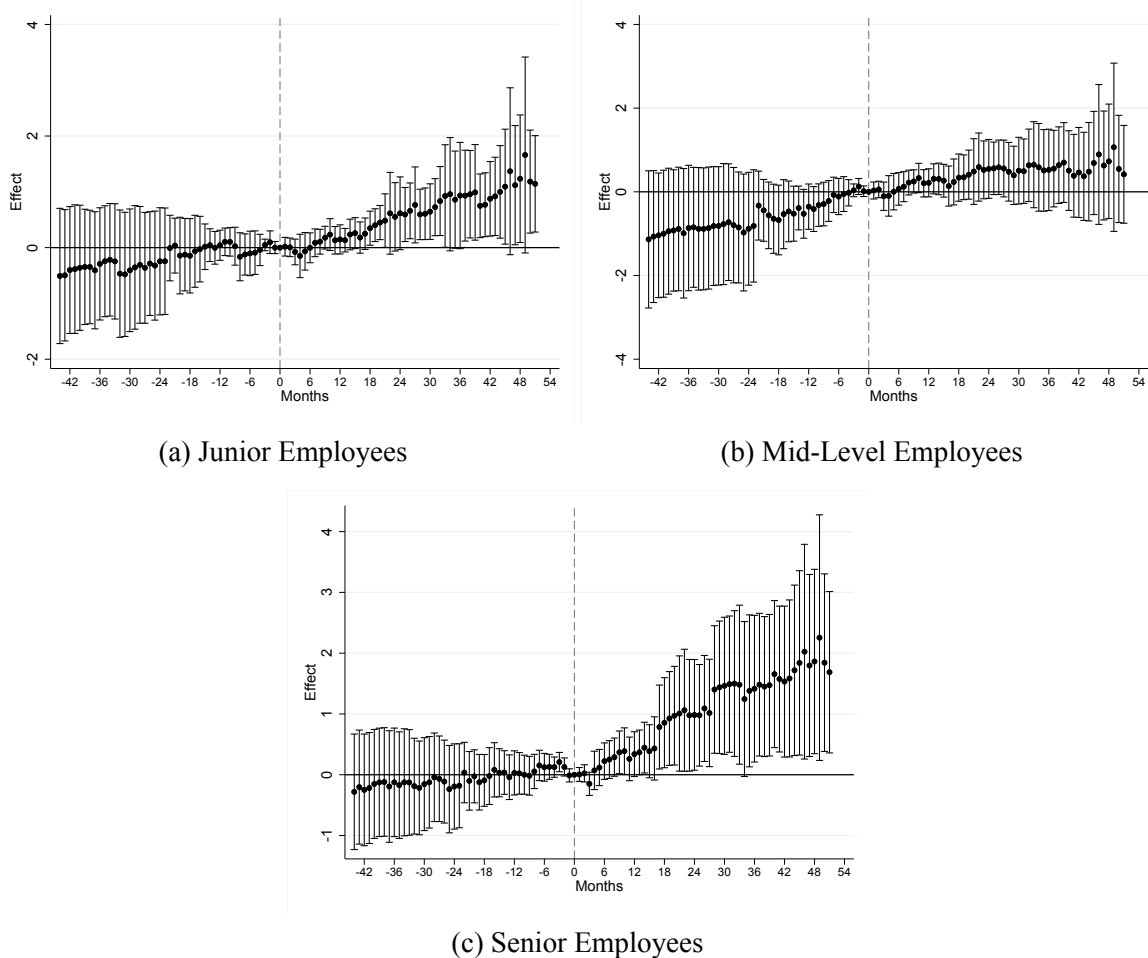 4
2
0
-2
Effect
-42 -36 -30 -24 -18 -12 -6 0 6 12 18 24 30 36 42 48 54
Months
(a) Junior Employees
4
2
0
-2
-4
Effect
-42 -36 -30 -24 -18 -12 -6 0 6 12 18 24 30 36 42 48 54
Months
(b) Mid-Level Employees
4
3
2
1
0
-1
Effect
-42 -36 -30 -24 -18 -12 -6 0 6 12 18 24 30 36 42 48 54
Months
(c) Senior Employees